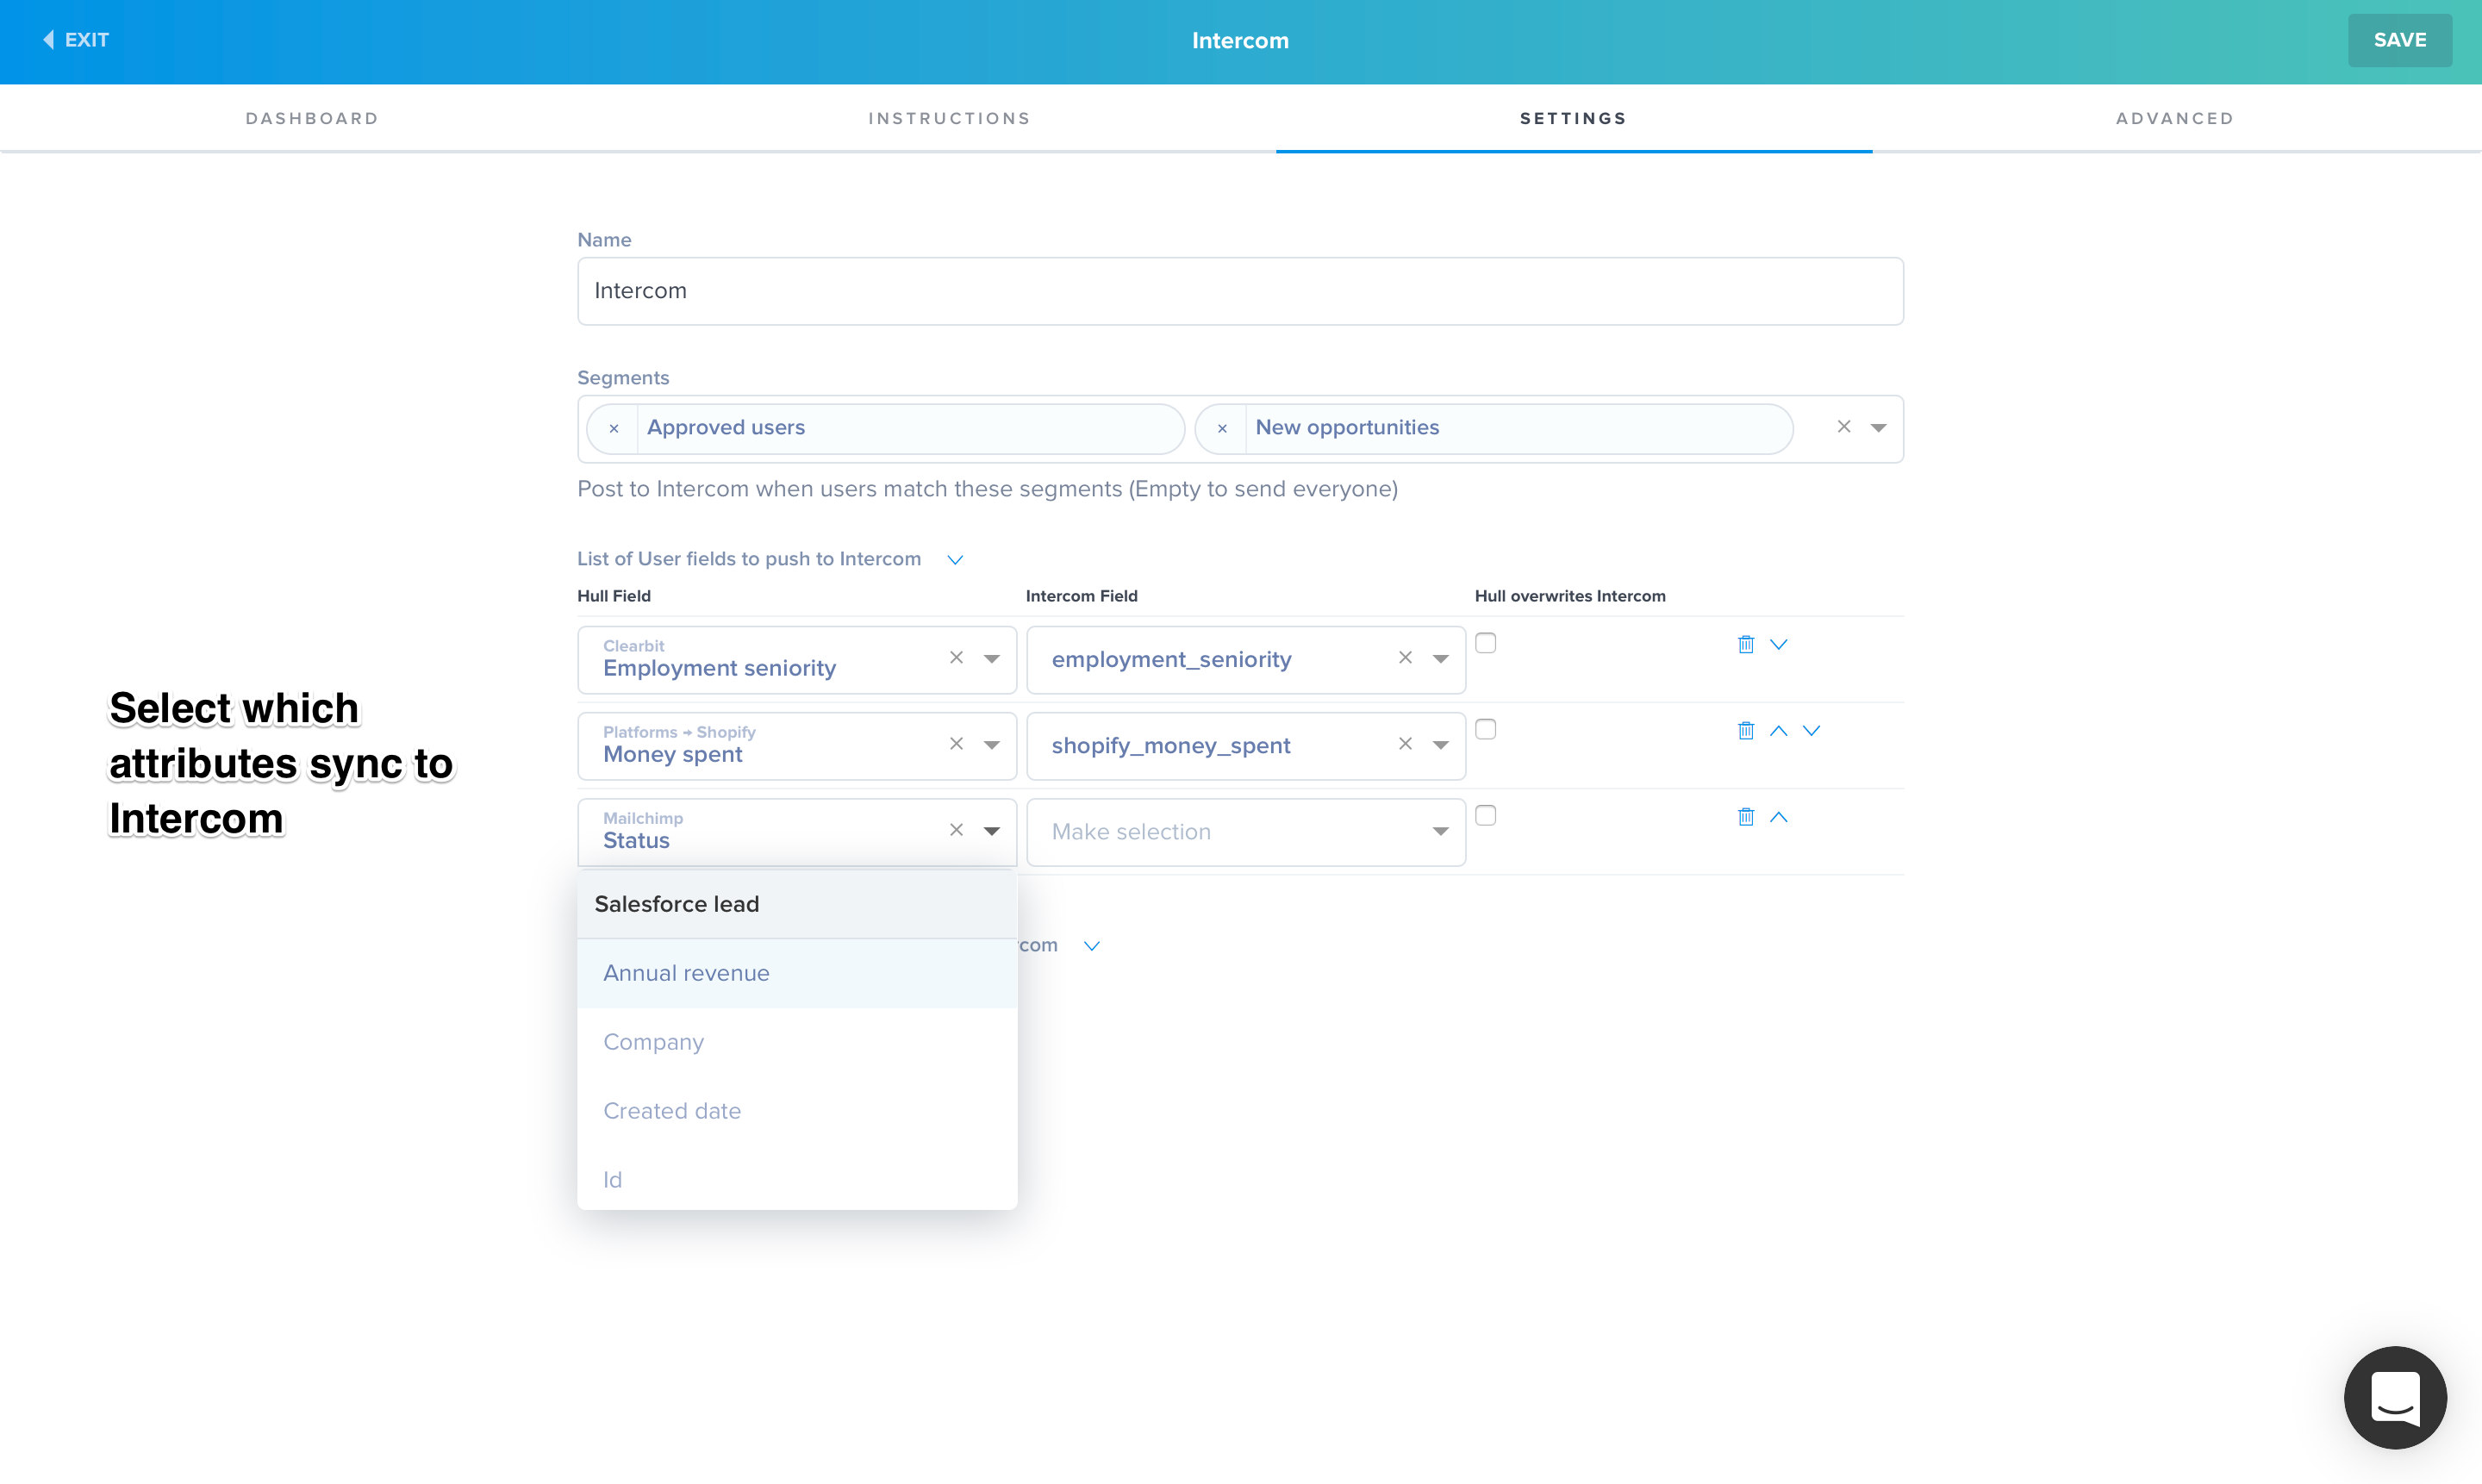 EXIT
Intercom
SAVE
DASHBOARD
INSTRUCTIONS
SETTINGS
ADVANCED
Name
Intercom
Segments
× Approved users
× New opportunities
Post to Intercom when users match these segments (Empty to send everyone)
List of User fields to push to Intercom
Hull Field
Intercom Field
Hull overwrites Intercom
Clearbit
Employment seniority
employment_seniority
Platforms → Shopify
Money spent
shopify_money_spent
Mailchimp
Status
Make selection
Select which
attributes sync to
Intercom
Salesforce lead
Annual revenue
Company
Created date
Id